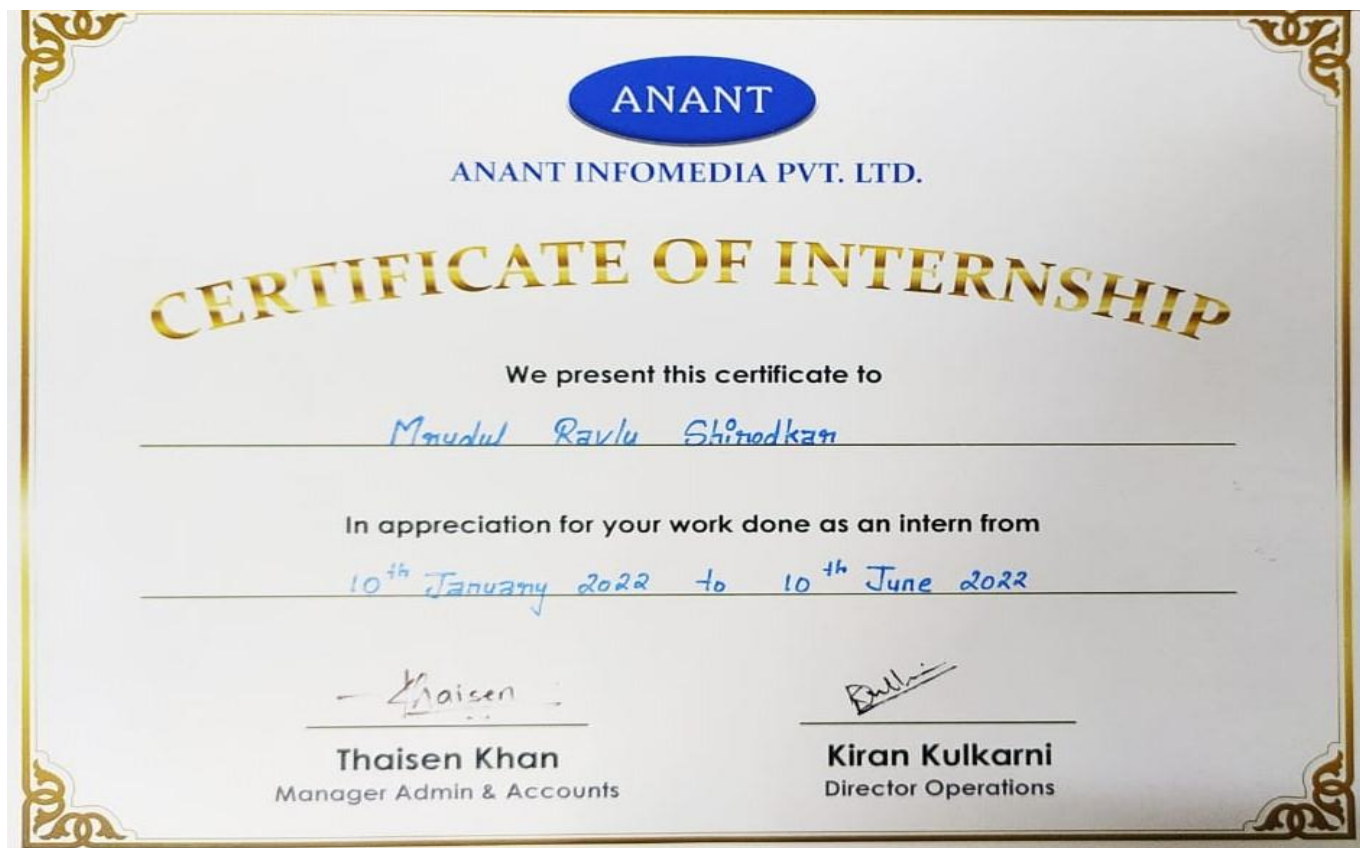 ANANT
ANANT INFOMEDIA PVT. LTD.
CERTIFICATE OF INTERNSHIP
We present this certificate to
Mrudul Ravlu Shirodkar
In appreciation for your work done as an intern from
10th January 2022 to 10th June 2022
Thaisen
Thaisen Khan Kiran Kulkarni
Manager Admin & Accounts Director Operations